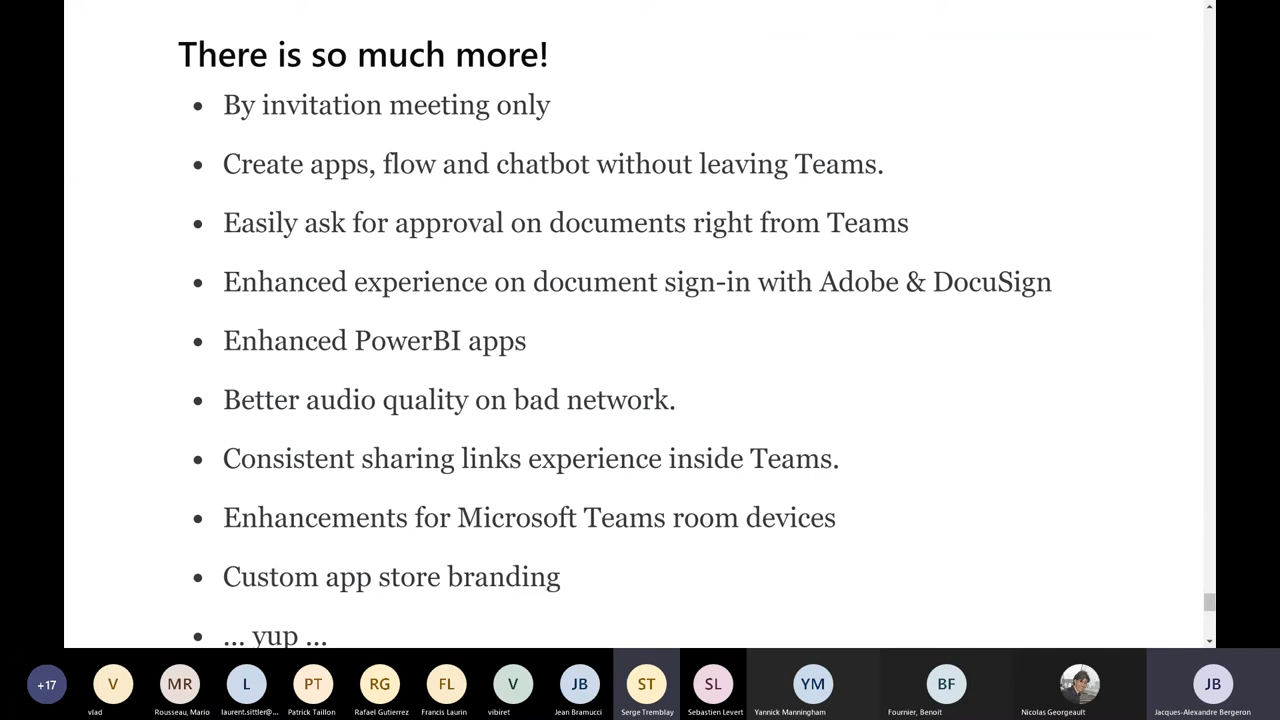 There is so much more!
• By invitation meeting only
• Create apps, flow and chatbot without leaving Teams.
• Easily ask for approval on documents right from Teams
• Enhanced experience on document sign-in with Adobe & DocuSign
• Enhanced PowerBI apps
• Better audio quality on bad network.
• Consistent sharing links experience inside Teams.
• Enhancements for Microsoft Teams room devices
• Custom app store branding
• ... yup ...
+17 V MR L PT RG FL V JB ST SL YM BF JB
vlad Rousseau, Mario laurent.sittler@... Patrick Taillon Rafael Gutierrez Francis Laurin vibiret Jean Bramucci Serge Tremblay Sebastien Levert Yannick Manningham Fournier, Benoit Nicolas Georgeault Jacques-Alexandre Bergeron